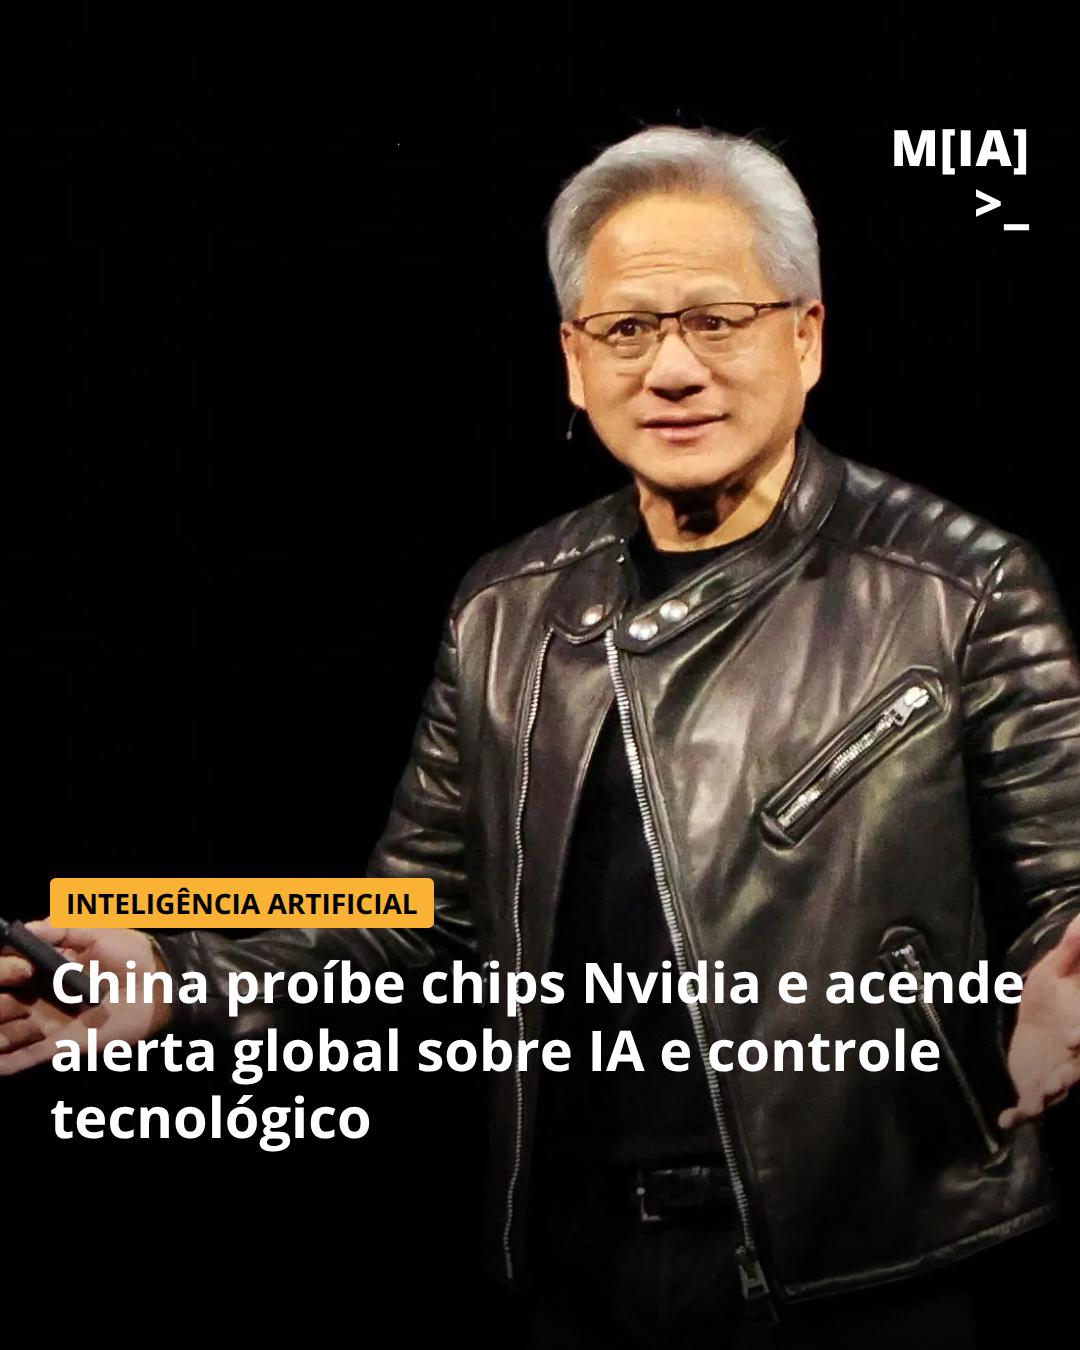 M[IA]
>_
INTELIGÊNCIA ARTIFICIAL
China proíbe chips Nvidia e acende
alerta global sobre IA e controle
tecnológico